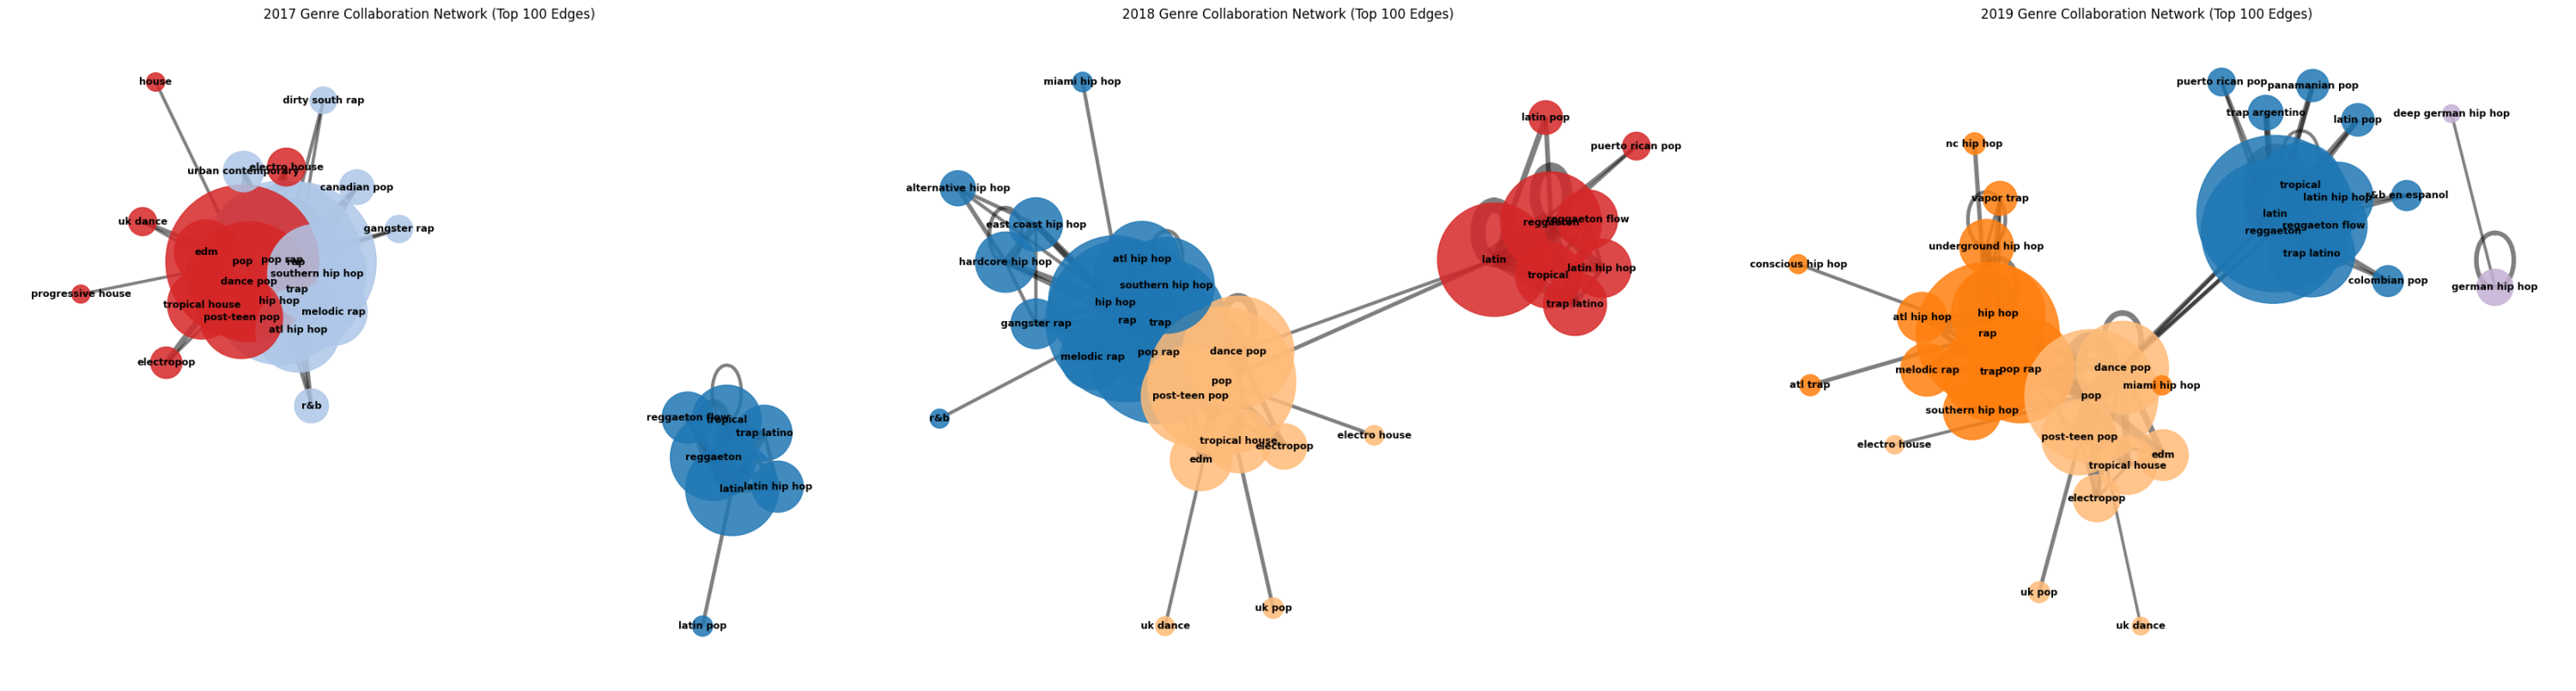 2017 Genre Collaboration Network (Top 100 Edges)
house
dirty south rap
urban contemporary
electro house
canadian pop
uk dance
gangster rap
edm
pop
pop rap
rap
southern hip hop
dance pop
trap
progressive house
hip hop
tropical house
melodic rap
post-teen pop
atl hip hop
electropop
r&b
reggaeton flow
tropical
trap latino
reggaeton
latin
latin hip hop
latin pop
2018 Genre Collaboration Network (Top 100 Edges)
miami hip hop
latin pop
puerto rican pop
alternative hip hop
east coast hip hop
reggaeton
reggaeton flow
hardcore hip hop
atl hip hop
latin
latin hip hop
tropical
southern hip hop
hip hop
trap latino
gangster rap
rap
trap
melodic rap
pop rap
dance pop
pop
post-teen pop
r&b
electro house
tropical house
electropop
edm
uk pop
uk dance
2019 Genre Collaboration Network (Top 100 Edges)
puerto rican pop
panamanian pop
trap argentino
latin pop
deep german hip hop
nc hip hop
tropical
vapor trap
latin hip hop
r&b en espanol
latin
reggaeton flow
reggaeton
underground hip hop
trap latino
conscious hip hop
colombian pop
german hip hop
hip hop
atl hip hop
rap
melodic rap
trap
pop rap
dance pop
atl trap
miami hip hop
pop
southern hip hop
post-teen pop
electro house
edm
tropical house
electropop
uk pop
uk dance